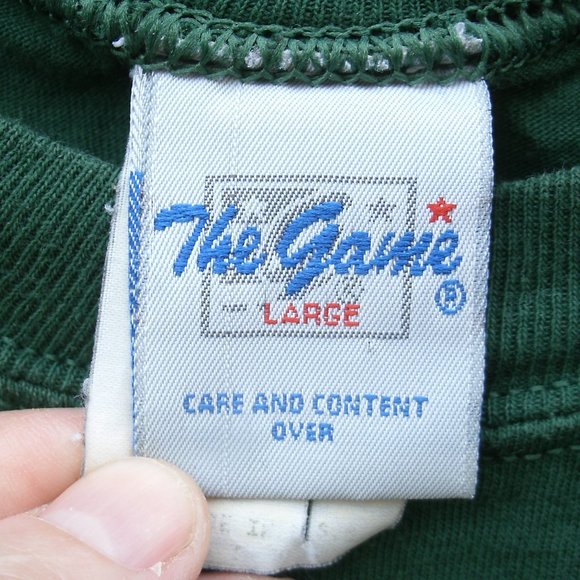 The Game ®
LARGE
CARE AND CONTENT
OVER